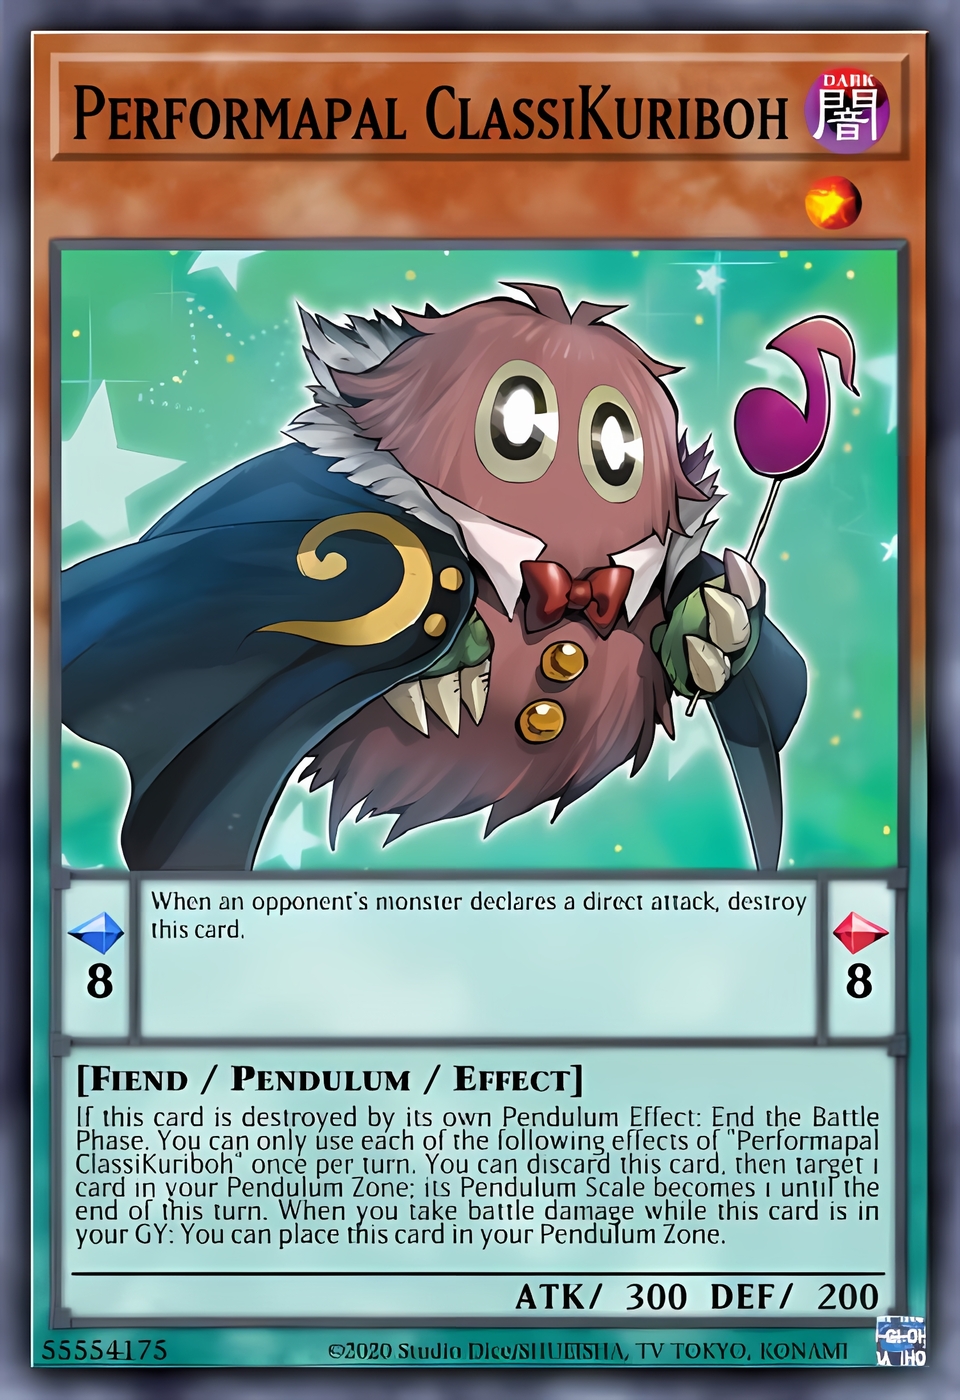 PERFORMAPAL CLASSIKURIBOH
DARK
闇
When an opponent's monster declares a direct attack, destroy
this card.
8
8
[FIEND / PENDULUM / EFFECT]
If this card is destroyed by its own Pendulum Effect: End the Battle
Phase. You can only use each of the following effects of "Performapal
ClassiKuriboh" once per turn. You can discard this card, then target 1
card in your Pendulum Zone; its Pendulum Scale becomes 1 until the
end of this turn. When you take battle damage while this card is in
your GY: You can place this card in your Pendulum Zone.
ATK/ 300 DEF/ 200
55554175
©2020 Studio Dice/SHUEISHA, TV TOKYO, KONAMI